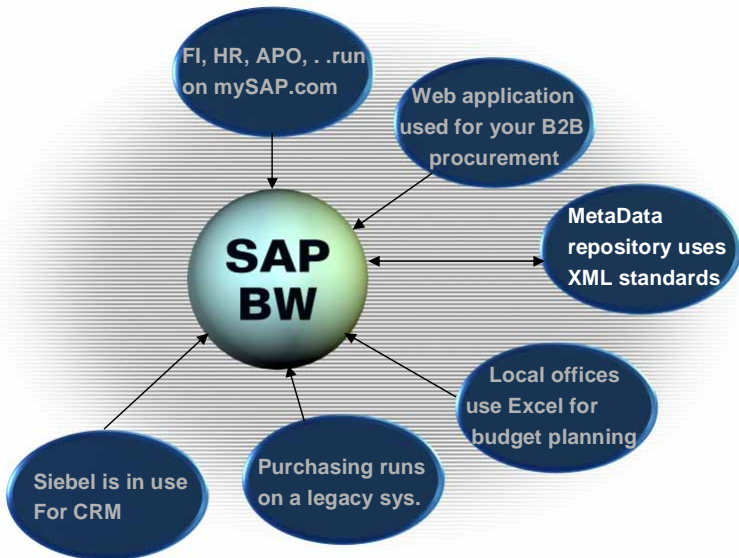 FI, HR, APO, . .run
on mySAP.com
Web application
used for your B2B
procurement
MetaData
repository uses
XML standards
SAP
BW
Local offices
use Excel for
budget planning
Purchasing runs
on a legacy sys.
Siebel is in use
For CRM